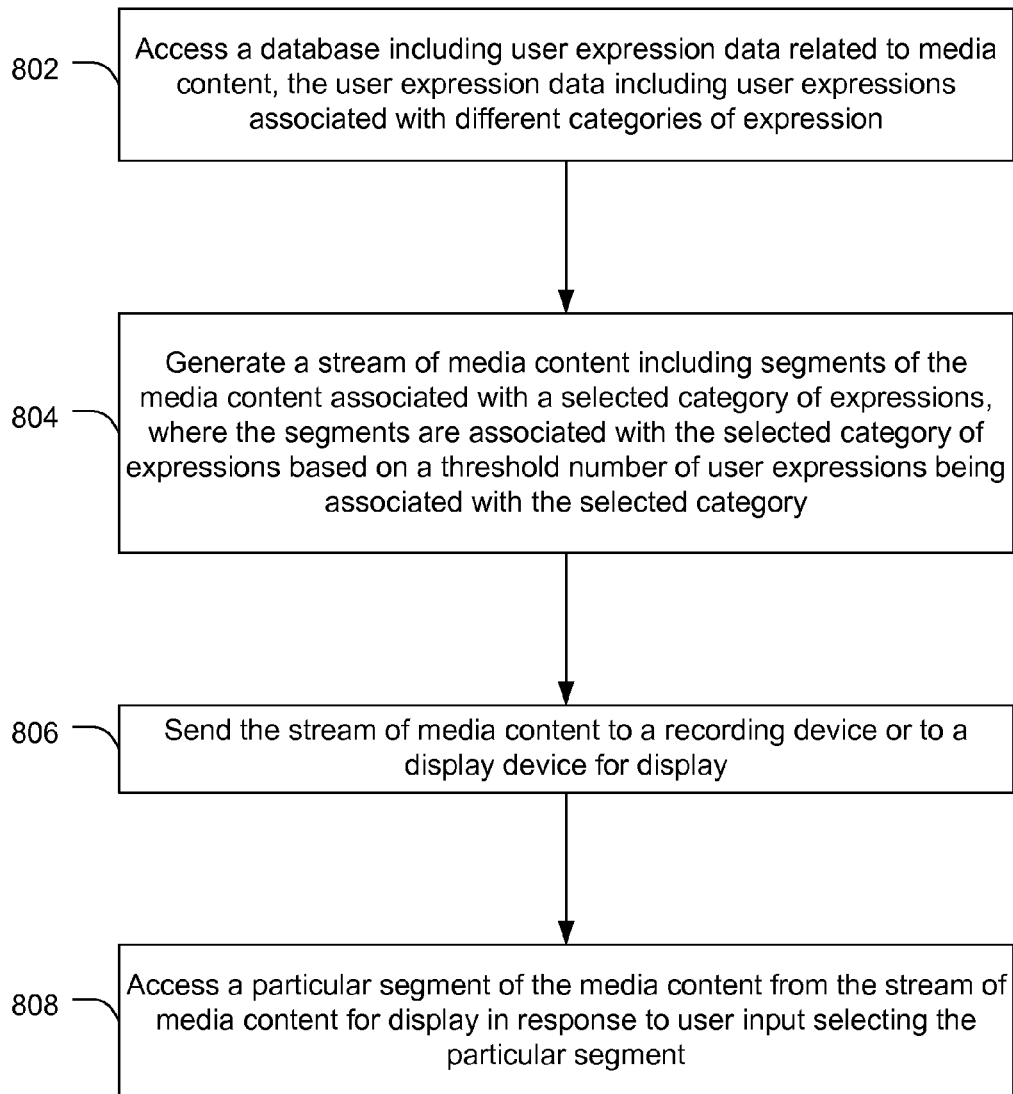 802
Access a database including user expression data related to media
content, the user expression data including user expressions
associated with different categories of expression
804
Generate a stream of media content including segments of the
media content associated with a selected category of expressions,
where the segments are associated with the selected category of
expressions based on a threshold number of user expressions being
associated with the selected category
806
Send the stream of media content to a recording device or to a
display device for display
808
Access a particular segment of the media content from the stream of
media content for display in response to user input selecting the
particular segment